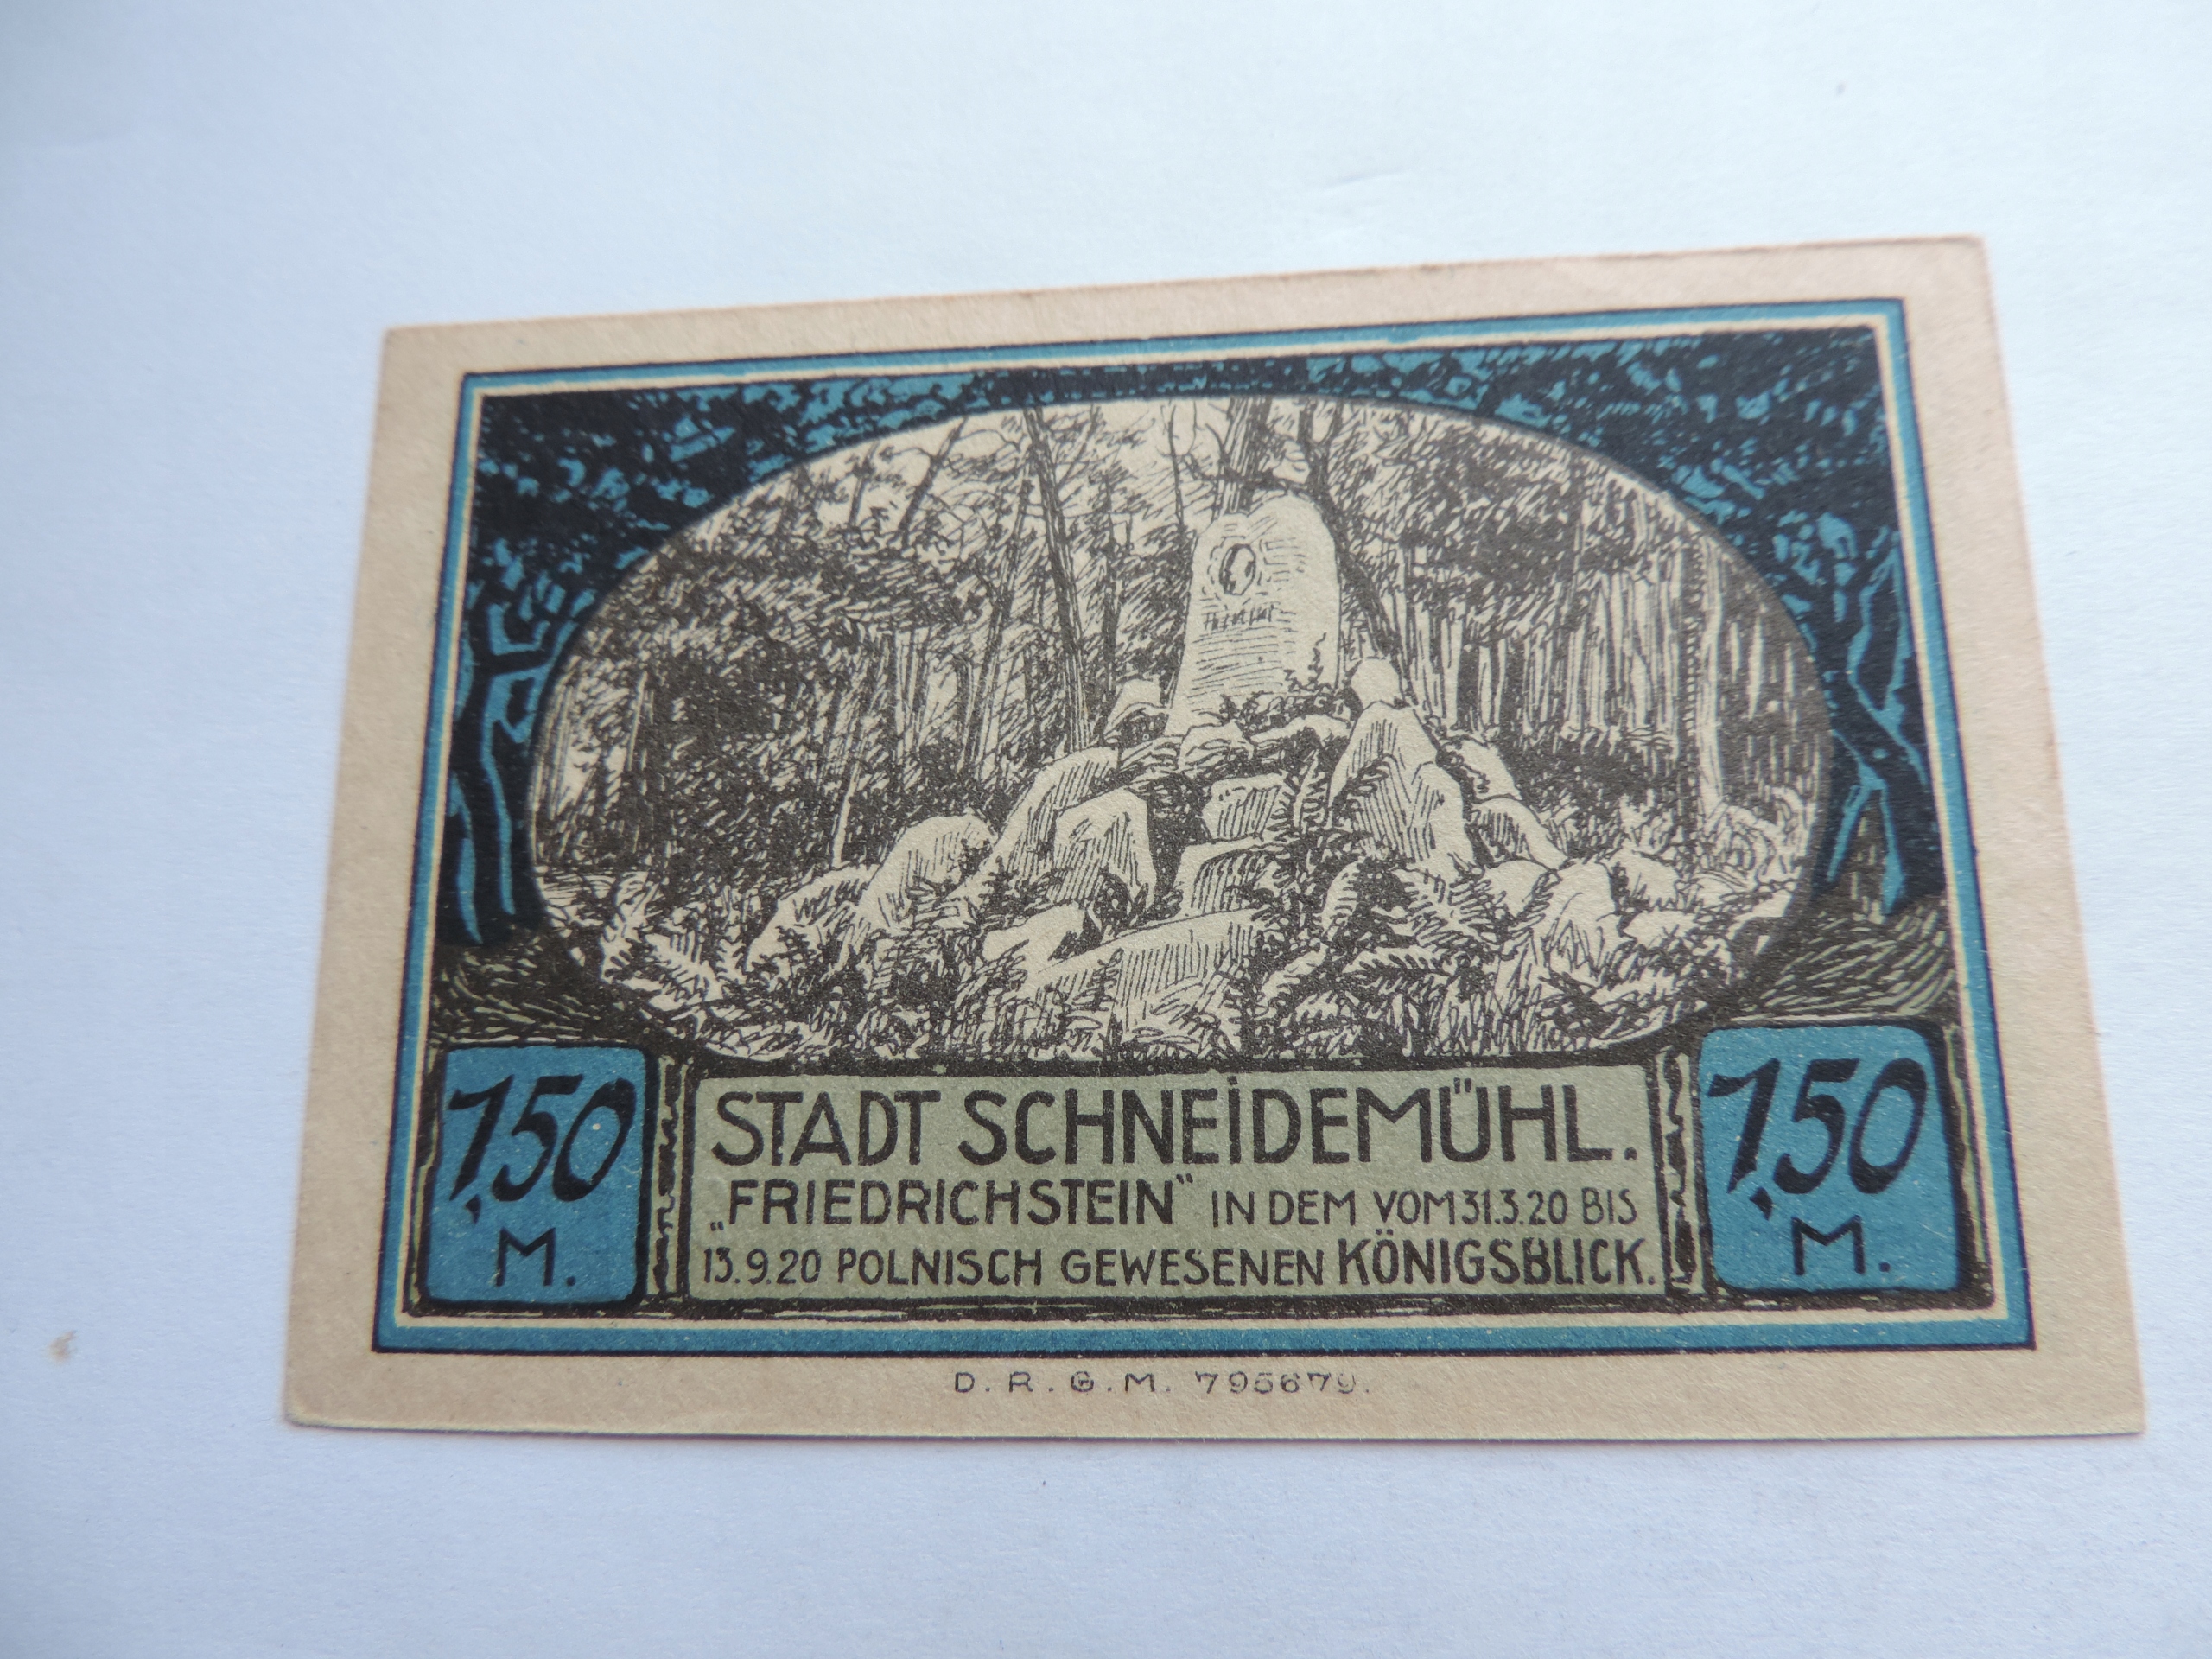 1,50
M.
STADT SCHNEIDEMÜHL.
„FRIEDRICHSTEIN" IN DEM VOM 31.3.20 BIS
13.9.20 POLNISCH GEWESENEN KÖNIGSBLICK.
1,50
M.
D.R.G.M. 795679.